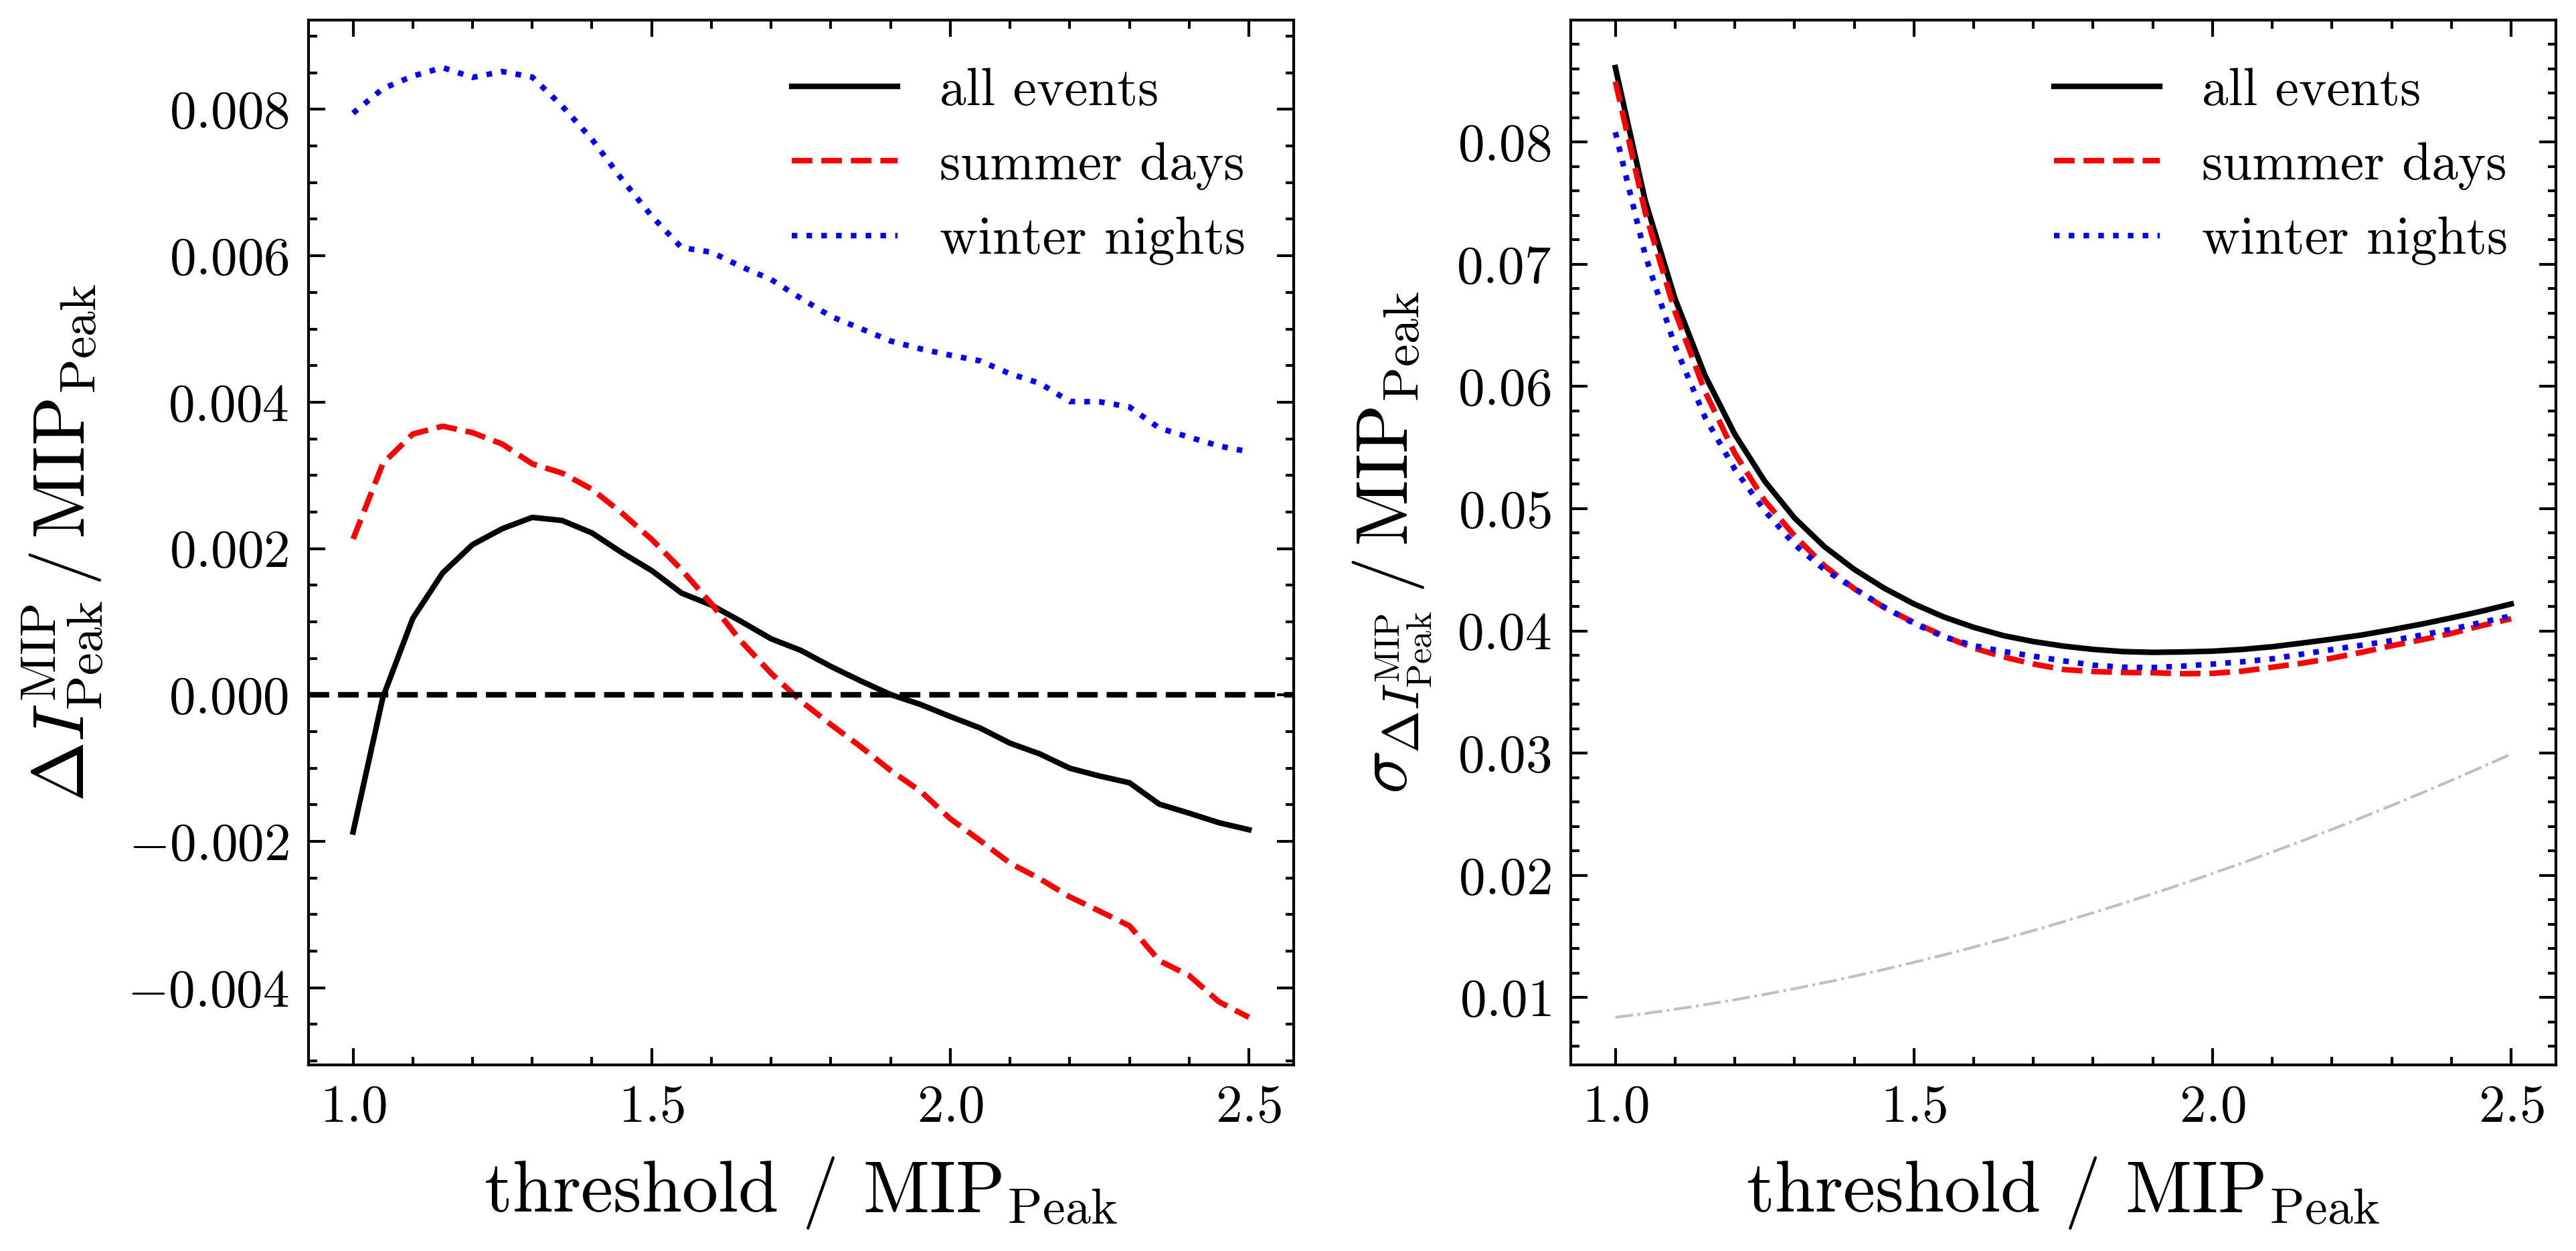 all events
summer days
winter nights
0.008
0.006
0.004
0.002
0.000
−0.002
−0.004
1.0 1.5 2.0 2.5
ΔI^MIP_Peak / MIP_Peak
threshold / MIP_Peak
all events
summer days
winter nights
0.08
0.07
0.06
0.05
0.04
0.03
0.02
0.01
1.0 1.5 2.0 2.5
σ_ΔI^MIP_Peak / MIP_Peak
threshold / MIP_Peak